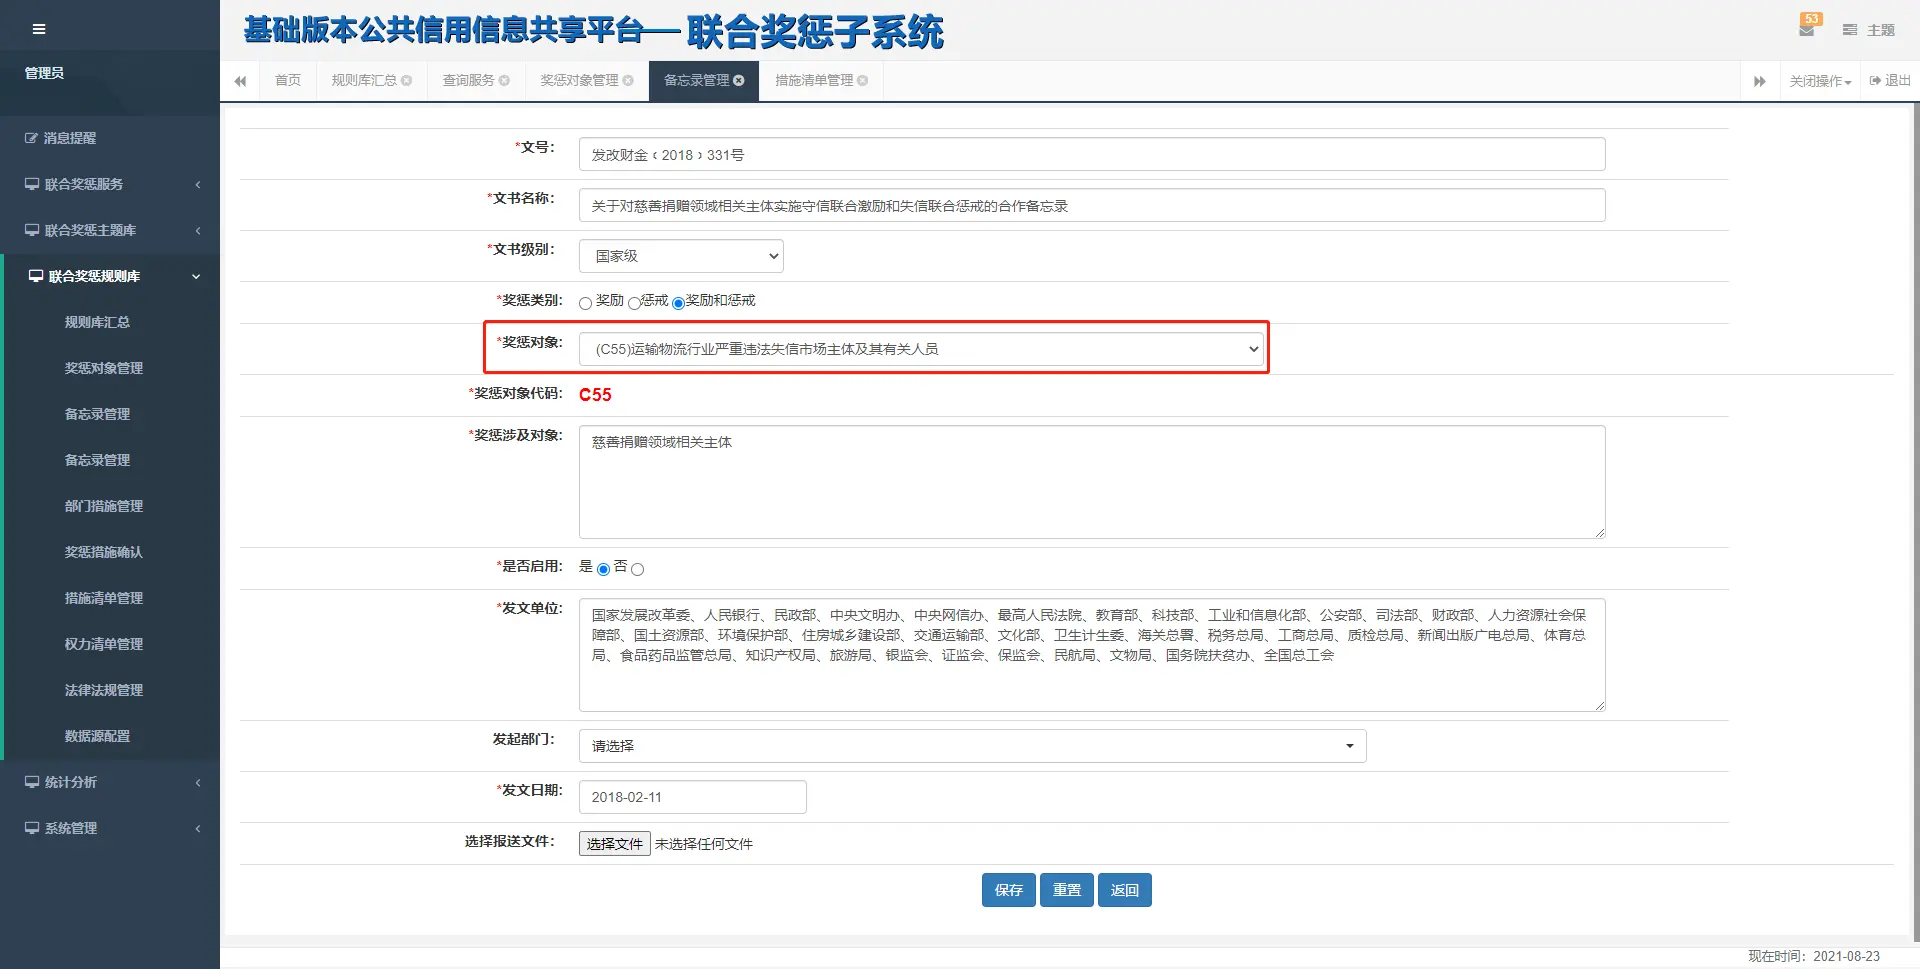 基础版本公共信用信息共享平台— 联合奖惩子系统
53
主题
管理员
首页
规则库汇总
查询服务
奖惩对象管理
备忘录管理
措施清单管理
关闭操作
退出
消息提醒
联合奖惩服务
联合奖惩主题库
联合奖惩规则库
规则库汇总
奖惩对象管理
备忘录管理
备忘录管理
部门措施管理
奖惩措施确认
措施清单管理
权力清单管理
法律法规管理
数据源配置
统计分析
系统管理
*文号: 发改财金﹝2018﹞331号
*文书名称: 关于对慈善捐赠领域相关主体实施守信联合激励和失信联合惩戒的合作备忘录
*文书级别: 国家级
*奖惩类别: 奖励 惩戒 奖励和惩戒
*奖惩对象: (C55)运输物流行业严重违法失信市场主体及其有关人员
*奖惩对象代码: C55
*奖惩涉及对象: 慈善捐赠领域相关主体
*是否启用: 是 否
*发文单位: 国家发展改革委、人民银行、民政部、中央文明办、中央网信办、最高人民法院、教育部、科技部、工业和信息化部、公安部、司法部、财政部、人力资源社会保
障部、国土资源部、环境保护部、住房城乡建设部、交通运输部、文化部、卫生计生委、海关总署、税务总局、工商总局、质检总局、新闻出版广电总局、体育总
局、食品药品监管总局、知识产权局、旅游局、银监会、证监会、保监会、民航局、文物局、国务院扶贫办、全国总工会
发起部门: 请选择
*发文日期: 2018-02-11
选择报送文件: 选择文件 未选择任何文件
保存 重置 返回
现在时间: 2021-08-23